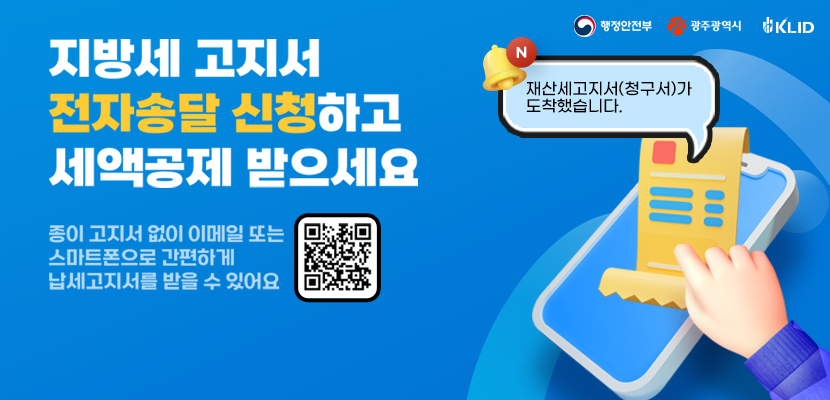 행정안전부 광주광역시 KLID
지방세 고지서
전자송달 신청하고
세액공제 받으세요
종이 고지서 없이 이메일 또는
스마트폰으로 간편하게
납세고지서를 받을 수 있어요
N
재산세고지서(청구서)가
도착했습니다.